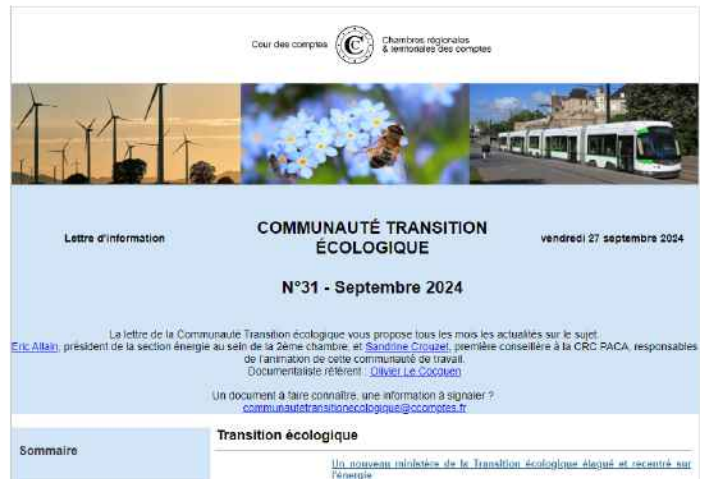 Cour des comptes
Chambres régionales
& territoriales des comptes
Lettre d'information
COMMUNAUTÉ TRANSITION
ÉCOLOGIQUE
vendredi 27 septembre 2024
N°31 - Septembre 2024
La lettre de la Communauté Transition écologique vous propose tous les mois les actualités sur le sujet.
Eric Allain, président de la section énergie au sein de la 2ème chambre, et Sandrine Crouzet, première conseillère à la CRC PACA, responsables
de l'animation de cette communauté de travail.
Documentaliste référent : Olivier Le Cocquen
Un document à faire connaître, une information à signaler ?
communautetransitionecologique@ccomptes.fr
Sommaire
Transition écologique
Un nouveau ministère de la Transition écologique élagué et recentré sur
l'énergie